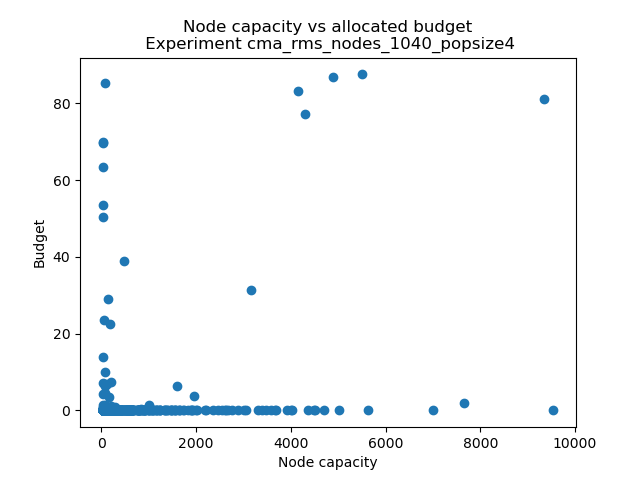 Node capacity vs allocated budget
Experiment cma_rms_nodes_1040_popsize4
80
60
40
20
0
Budget
0 2000 4000 6000 8000 10000
Node capacity